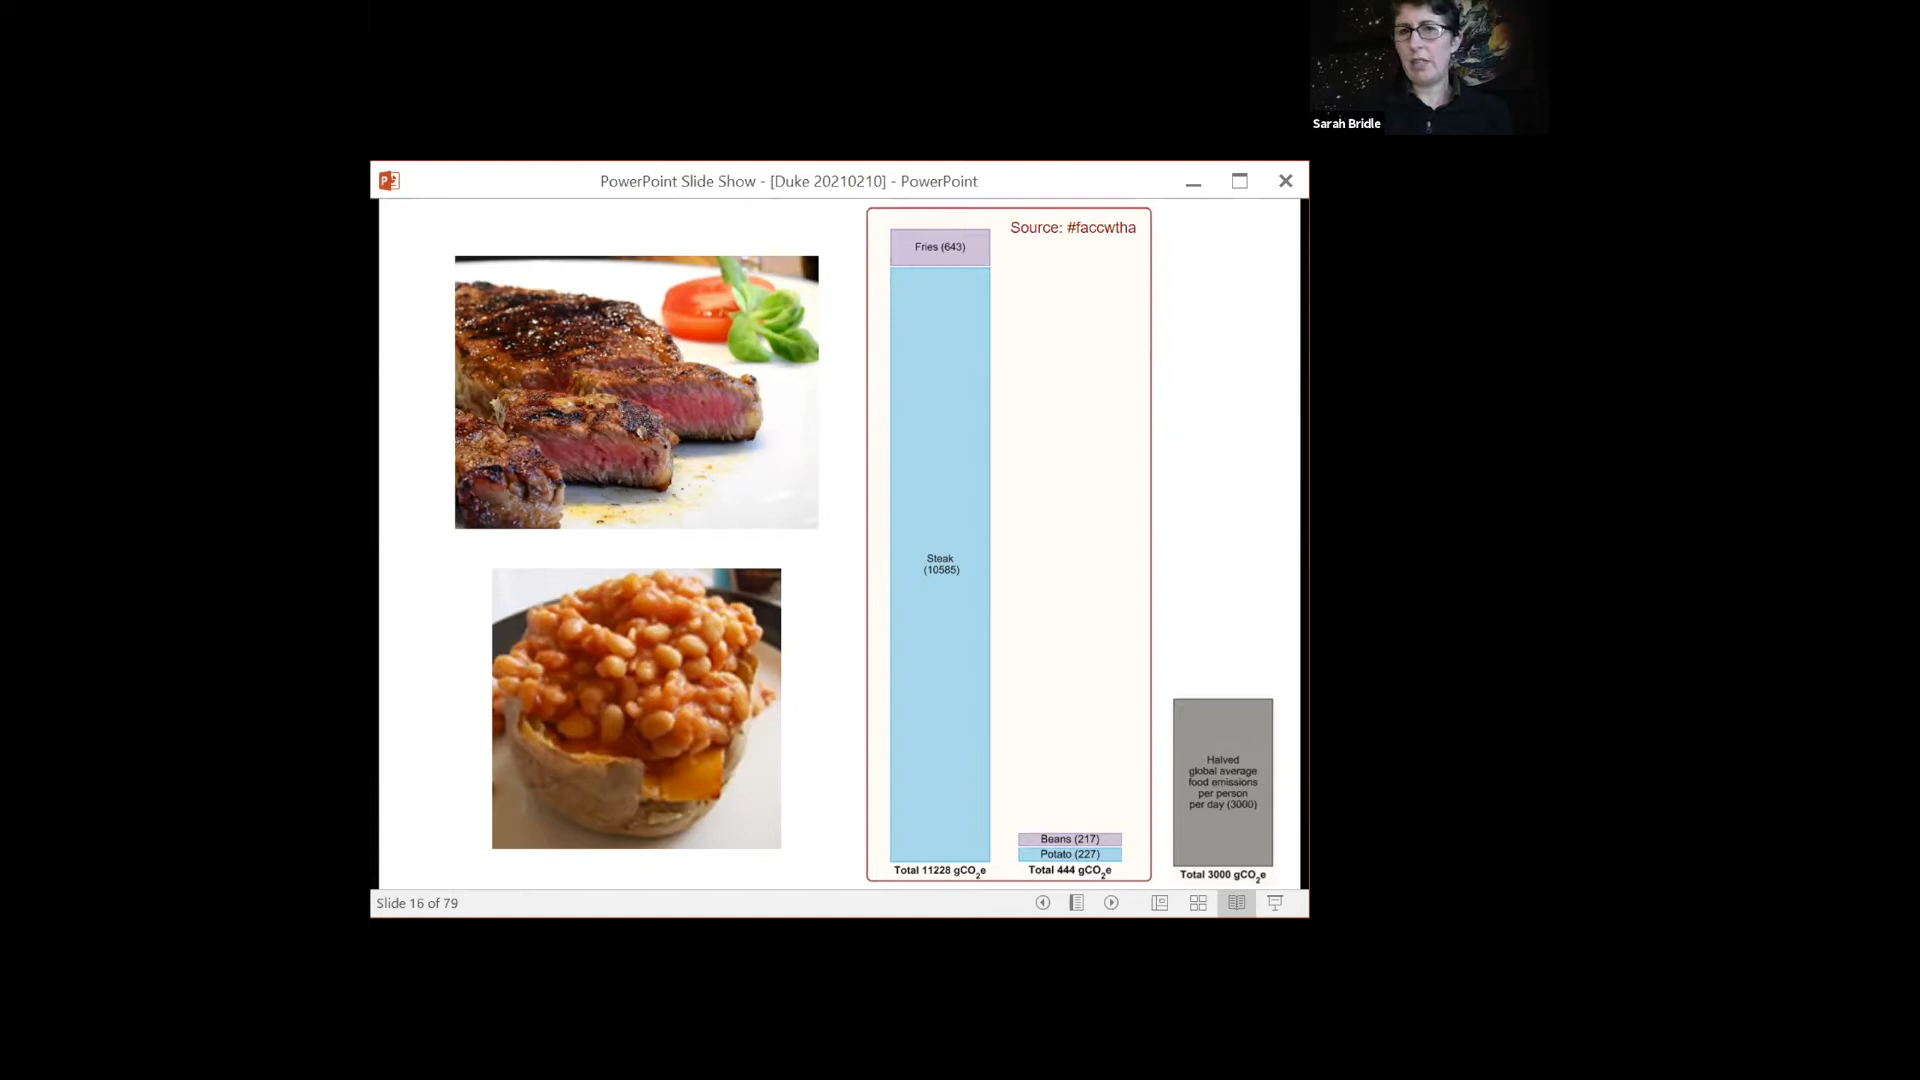 Sarah Bridle
PowerPoint Slide Show - [Duke 20210210] - PowerPoint
Source: #faccwtha
Fries (643)
Steak
(10585)
Total 11228 gCO2e
Beans (217)
Potato (227)
Total 444 gCO2e
Halved
global average
food emissions
per person
per day (3000)
Total 3000 gCO2e
Slide 16 of 79